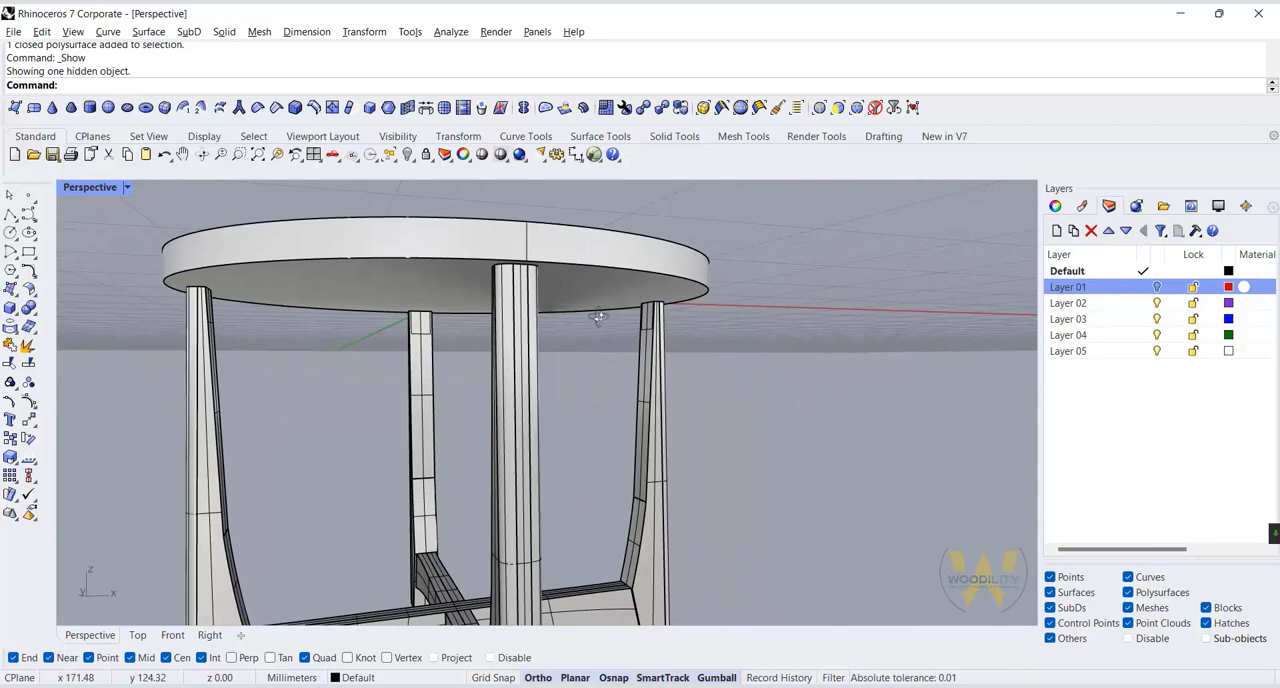 Rhinoceros 7 Corporate - [Perspective]
File Edit View Curve Surface SubD Solid Mesh Dimension Transform Tools Analyze Render Panels Help
1 closed polysurface added to selection.
Command: _Show
Showing one hidden object.
Command:
Standard CPlanes Set View Display Select Viewport Layout Visibility Transform Curve Tools Surface Tools Solid Tools Mesh Tools Render Tools Drafting New in V7
Perspective
Layers
Layer Lock Material
Default
Layer 01
Layer 02
Layer 03
Layer 04
Layer 05
WOODILITY
z
y x
Points Curves
Surfaces Polysurfaces
SubDs Meshes Blocks
Control Points Point Clouds Hatches
Others Disable Sub-objects
Perspective Top Front Right
End Near Point Mid Cen Int Perp Tan Quad Knot Vertex Project Disable
CPlane x 171.48 y 124.32 z 0.00 Millimeters Default Grid Snap Ortho Planar Osnap SmartTrack Gumball Record History Filter Absolute tolerance: 0.01